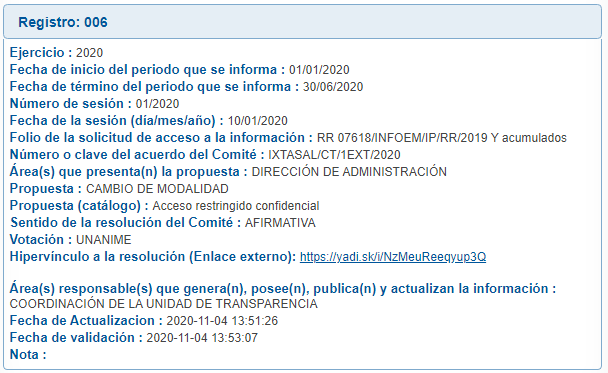 Registro: 006
Ejercicio : 2020
Fecha de inicio del periodo que se informa : 01/01/2020
Fecha de término del periodo que se informa : 30/06/2020
Número de sesión : 01/2020
Fecha de la sesión (día/mes/año) : 10/01/2020
Folio de la solicitud de acceso a la información : RR 07618/INFOEM/IP/RR/2019 Y acumulados
Número o clave del acuerdo del Comité : IXTASAL/CT/1EXT/2020
Área(s) que presenta(n) la propuesta : DIRECCIÓN DE ADMINISTRACIÓN
Propuesta : CAMBIO DE MODALIDAD
Propuesta (catálogo) : Acceso restringido confidencial
Sentido de la resolución del Comité : AFIRMATIVA
Votación : UNANIME
Hipervínculo a la resolución (Enlace externo): https://yadi.sk/i/NzMeuReeqyup3Q
Área(s) responsable(s) que genera(n), posee(n), publica(n) y actualizan la información :
COORDINACIÓN DE LA UNIDAD DE TRANSPARENCIA
Fecha de Actualizacion : 2020-11-04 13:51:26
Fecha de validación : 2020-11-04 13:53:07
Nota :